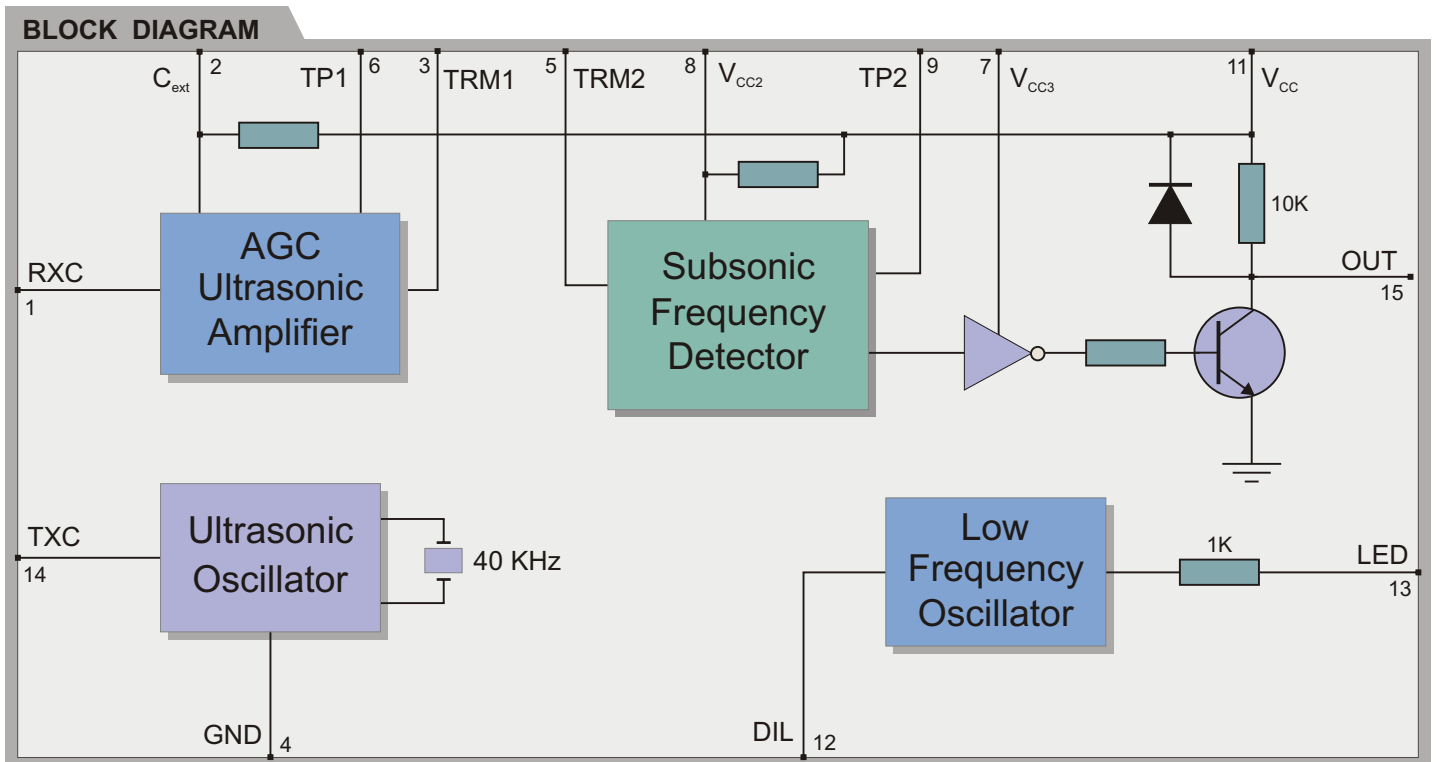 BLOCK DIAGRAM
2
Cext
6
TP1
3
TRM1
5
TRM2
8
VCC2
9
TP2
7
VCC3
11
VCC
10K
AGC
Ultrasonic
Amplifier
RXC
1
Subsonic
Frequency
Detector
OUT
15
TXC
14
Ultrasonic
Oscillator
40 KHz
Low
Frequency
Oscillator
1K
LED
13
GND
4
DIL
12